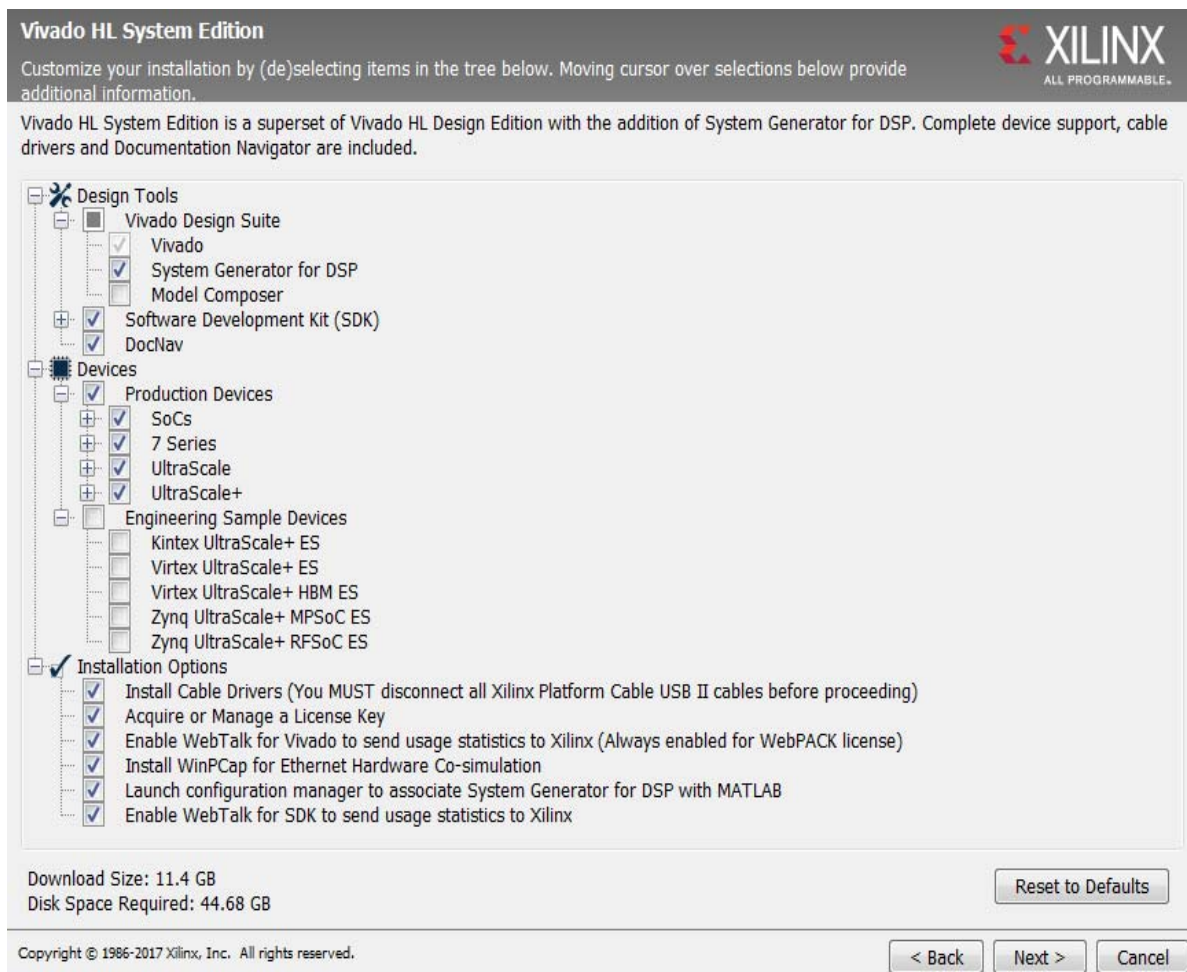 Vivado HL System Edition
XILINX
ALL PROGRAMMABLE.
Customize your installation by (de)selecting items in the tree below. Moving cursor over selections below provide
additional information.
Vivado HL System Edition is a superset of Vivado HL Design Edition with the addition of System Generator for DSP. Complete device support, cable
drivers and Documentation Navigator are included.
Design Tools
Vivado Design Suite
Vivado
System Generator for DSP
Model Composer
Software Development Kit (SDK)
DocNav
Devices
Production Devices
SoCs
7 Series
UltraScale
UltraScale+
Engineering Sample Devices
Kintex UltraScale+ ES
Virtex UltraScale+ ES
Virtex UltraScale+ HBM ES
Zynq UltraScale+ MPSoC ES
Zynq UltraScale+ RFSoC ES
Installation Options
Install Cable Drivers (You MUST disconnect all Xilinx Platform Cable USB II cables before proceeding)
Acquire or Manage a License Key
Enable WebTalk for Vivado to send usage statistics to Xilinx (Always enabled for WebPACK license)
Install WinPCap for Ethernet Hardware Co-simulation
Launch configuration manager to associate System Generator for DSP with MATLAB
Enable WebTalk for SDK to send usage statistics to Xilinx
Download Size: 11.4 GB
Disk Space Required: 44.68 GB
Reset to Defaults
Copyright © 1986-2017 Xilinx, Inc. All rights reserved.
< Back
Next >
Cancel